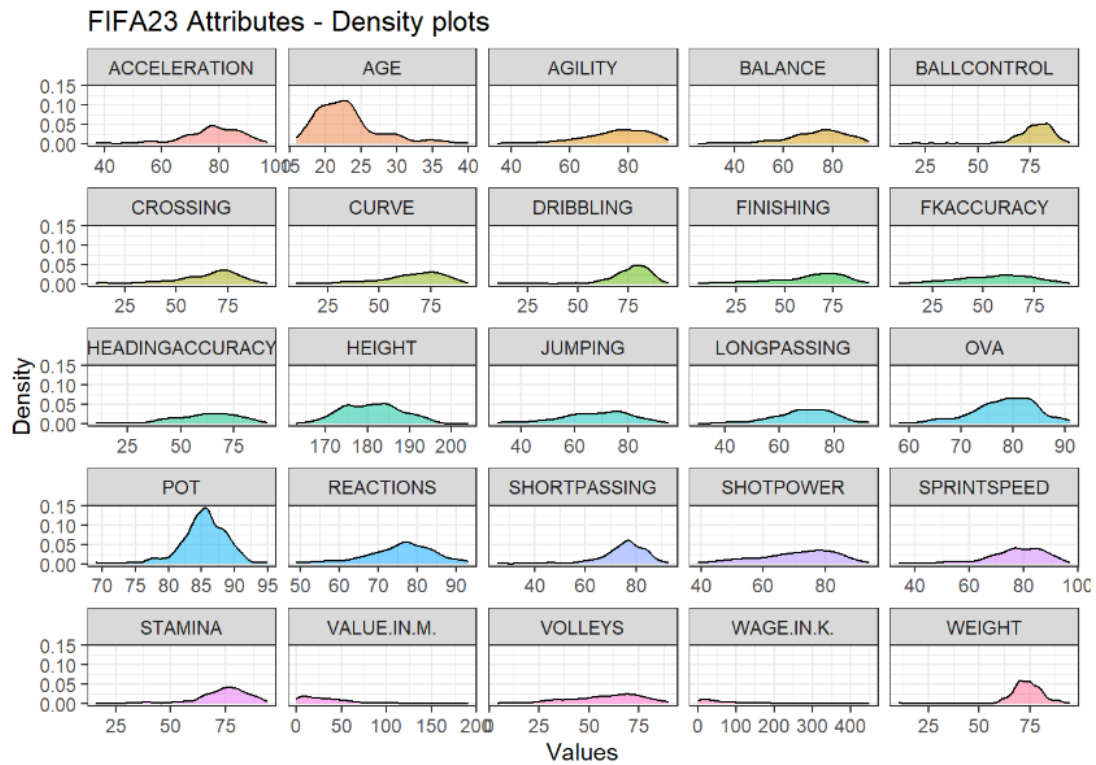 FIFA23 Attributes - Density plots
ACCELERATION AGE AGILITY BALANCE BALLCONTROL
0.15
0.10
0.05
0.00
40 60 80 100 15 20 25 30 35 40 40 60 80 40 60 80 25 50 75
CROSSING CURVE DRIBBLING FINISHING FKACCURACY
0.15
0.10
0.05
0.00
25 50 75 25 50 75 25 50 75 25 50 75 25 50 75
HEADINGACCURACY HEIGHT JUMPING LONGPASSING OVA
0.15
0.10
0.05
0.00
25 50 75 170 180 190 200 40 60 80 40 60 80 60 70 80 90
Density
POT REACTIONS SHORTPASSING SHOTPOWER SPRINTSPEED
0.15
0.10
0.05
0.00
70 75 80 85 90 95 50 60 70 80 90 40 60 80 40 60 80 40 60 80 100
STAMINA VALUE.IN.M. VOLLEYS WAGE.IN.K. WEIGHT
0.15
0.10
0.05
0.00
25 50 75 0 50 100 150 200 25 50 75 0 100 200 300 400 25 50 75
Values